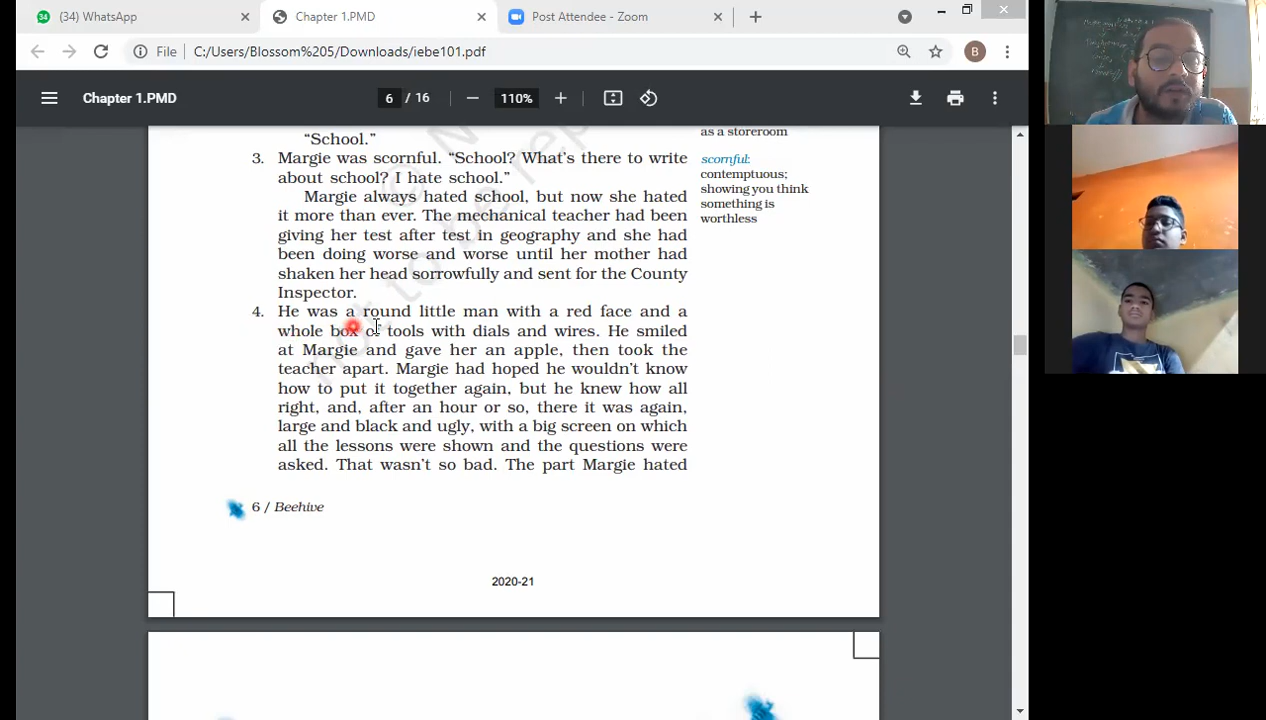 (34) WhatsApp
Chapter 1.PMD
Post Attendee - Zoom
File
C:/Users/Blossom%205/Downloads/iebe101.pdf
B
Chapter 1.PMD
6 / 16
110%
“School.”
as a storeroom
3. Margie was scornful. “School? What’s there to write
about school? I hate school.”
Margie always hated school, but now she hated
it more than ever. The mechanical teacher had been
giving her test after test in geography and she had
been doing worse and worse until her mother had
shaken her head sorrowfully and sent for the County
Inspector.
scornful:
contemptuous;
showing you think
something is
worthless
4. He was a round little man with a red face and a
whole box of tools with dials and wires. He smiled
at Margie and gave her an apple, then took the
teacher apart. Margie had hoped he wouldn’t know
how to put it together again, but he knew how all
right, and, after an hour or so, there it was again,
large and black and ugly, with a big screen on which
all the lessons were shown and the questions were
asked. That wasn’t so bad. The part Margie hated
6 / Beehive
2020-21
not to be rep
© N